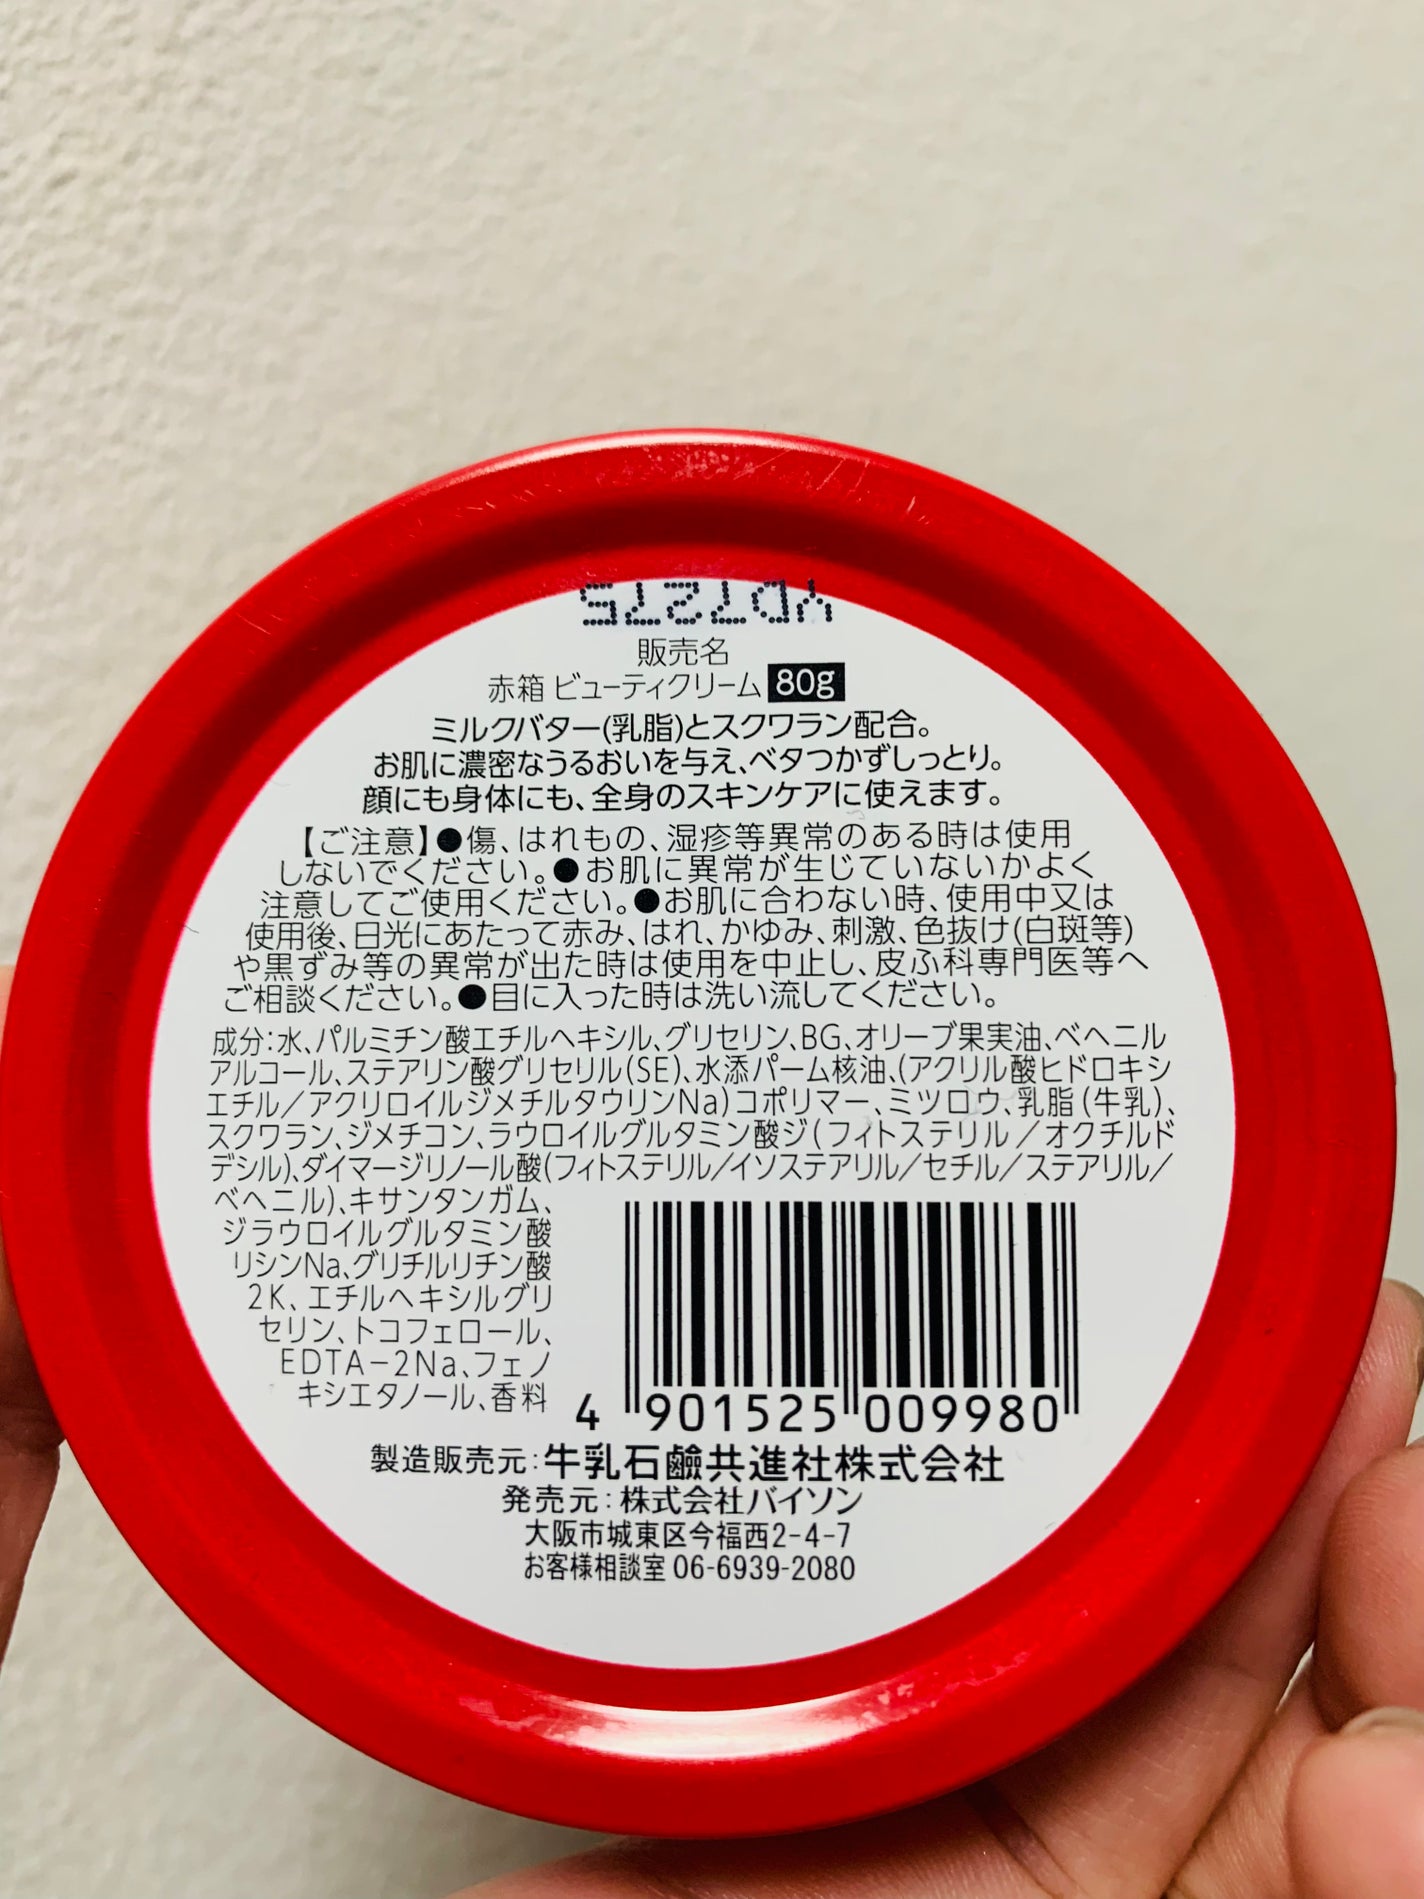 販売名
赤箱 ビューティクリーム 80g
ミルクバター(乳脂)とスクワラン配合。
お肌に濃密なうるおいを与え、ベタつかずしっとり。
顔にも身体にも、全身のスキンケアに使えます。
【ご注意】●傷、はれもの、湿疹等異常のある時は使用
しないでください。●お肌に異常が生じていないかよく
注意してご使用ください。●お肌に合わない時、使用中又は
使用後、日光にあたって赤み、はれ、かゆみ、刺激、色抜け(白斑等)
や黒ずみ等の異常が出た時は使用を中止し、皮ふ科専門医等へ
ご相談ください。●目に入った時は洗い流してください。
成分：水、パルミチン酸エチルヘキシル、グリセリン、BG、オリーブ果実油、ベヘニル
アルコール、ステアリン酸グリセリル(SE)、水添パーム核油、(アクリル酸ヒドロキシ
エチル／アクリロイルジメチルタウリンNa)コポリマー、ミツロウ、乳脂(牛乳)、
スクワラン、ジメチコン、ラウロイルグルタミン酸ジ(フィトステリル／オクチルド
デシル)、ダイマージリノール酸(フィトステリル／イソステアリル／セチル／ステアリル／
ベヘニル)、キサンタンガム、
ジラウロイルグルタミン酸
リシンNa、グリチルリチン酸
2K、エチルヘキシルグリ
セリン、トコフェロール、
EDTA−2Na、フェノ
キシエタノール、香料
4 901525 009980
製造販売元：牛乳石鹼共進社株式会社
発売元：株式会社バイソン
大阪市城東区今福西2-4-7
お客様相談室 06-6939-2080